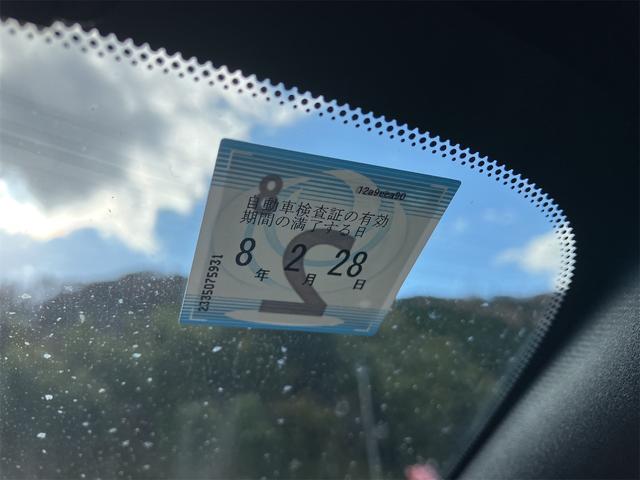 12a9cca90
自動車検査証の有効
期間の満了する日
8年 2月 28日
2335075931